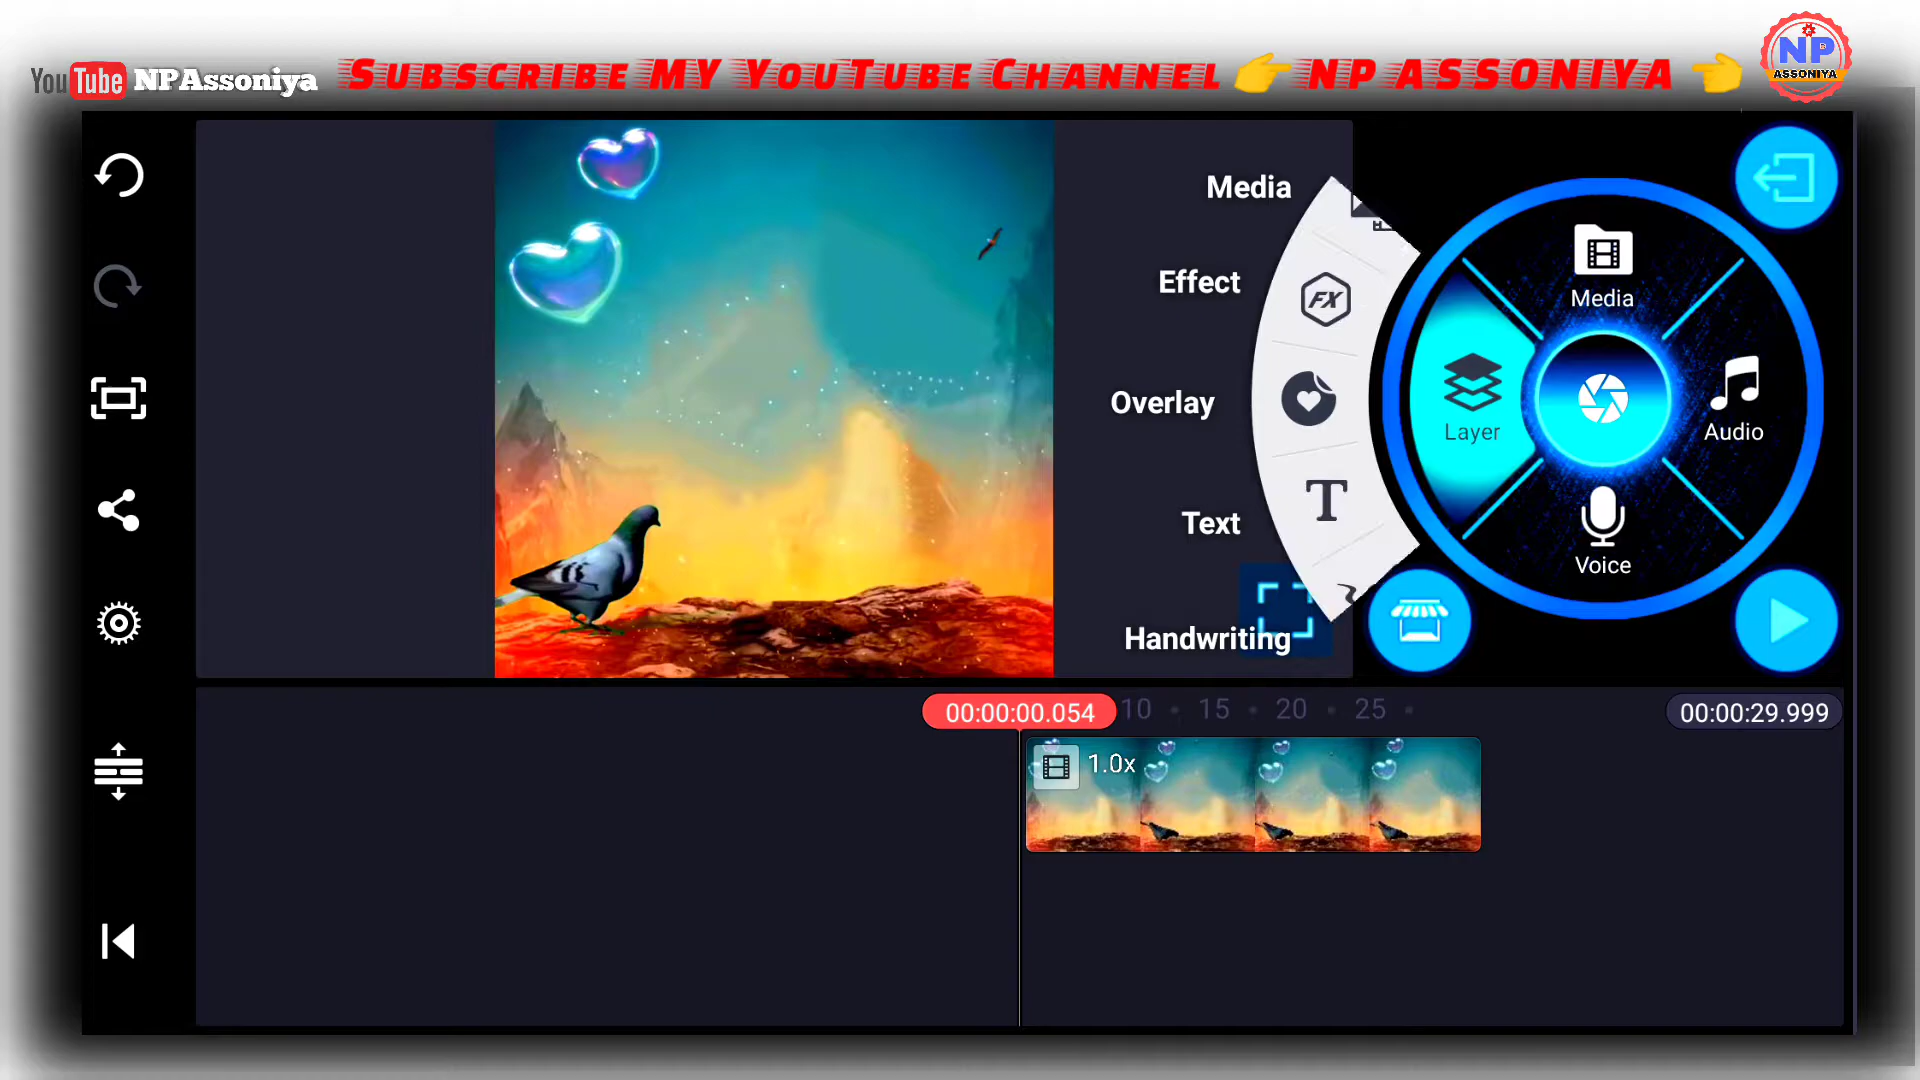 YouTube NPAssoniya SUBSCRIBE MY YOUTUBE CHANNEL 👉 NP ASSONIYA 👈
NP
ASSONIYA
Media
Effect
Overlay
Text
Handwriting
FX
T
Media
Layer
Audio
Voice
00:00:00.054 10 15 20 25 00:00:29.999
1.0x